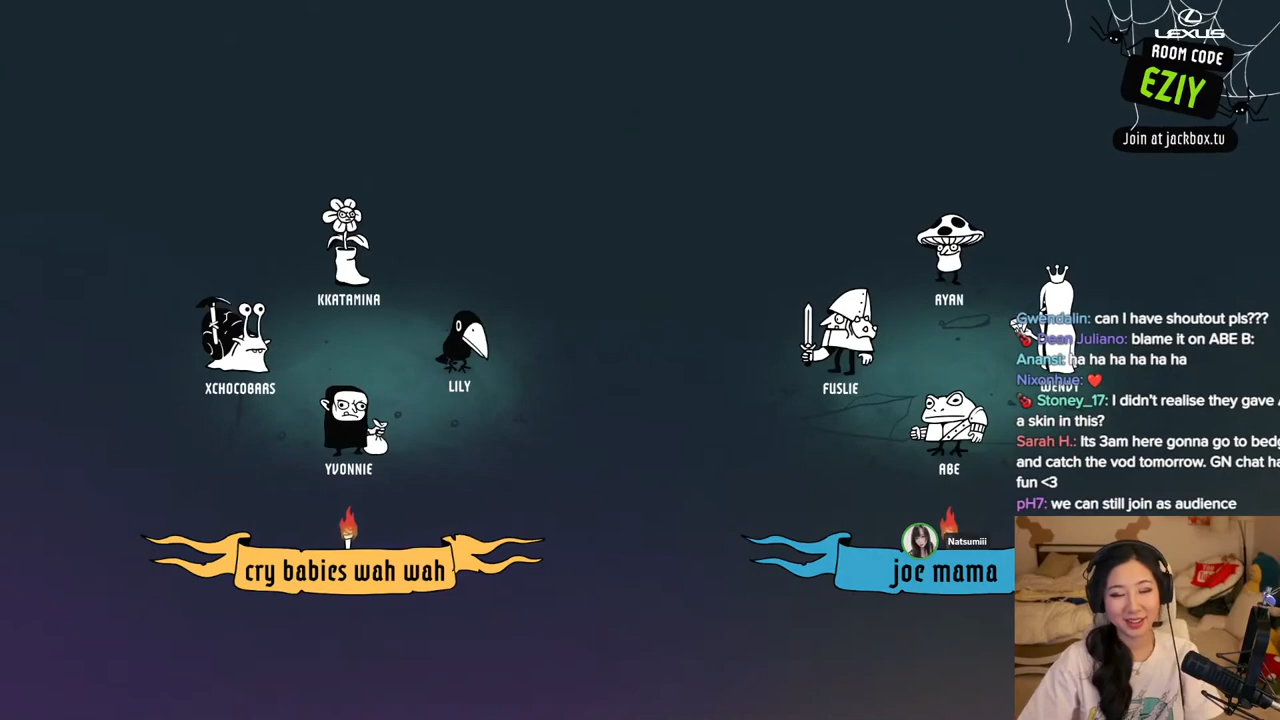 LEXUS
ROOM CODE
EZIY
Join at jackbox.tv
KKATAMINA
RYAN
XCHOCOBARS
LILY
FUSLIE
WENDY
YVONNIE
ABE
cry babies wah wah
Natsumiii
joe mama
Gwendalin: can I have shoutout pls???
Dean Juliano: blame it on ABE B:
Anansi: ha ha ha ha ha ha
Nixonhue: ❤️
Stoney_17: I didn't realise they gave A
a skin in this?
Sarah H.: Its 3am here gonna go to bed
and catch the vod tomorrow. GN chat ha
fun <3
pH7: we can still join as audience